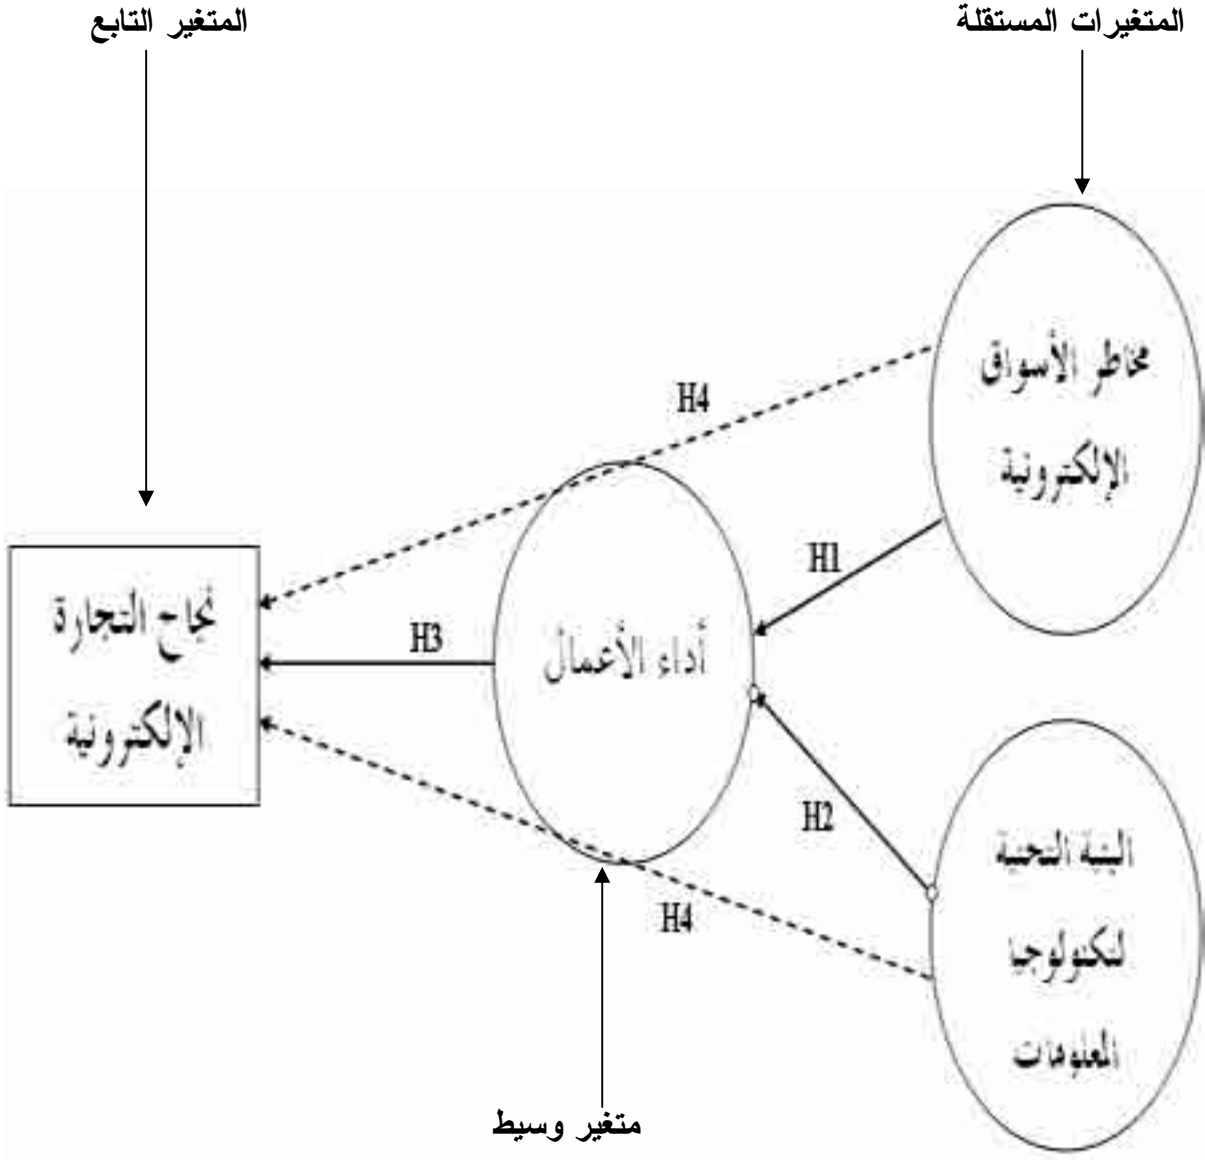 المتغيرات المستقلة
المتغير التابع
مخاطر الأسواق
الإلكترونية
H4
H1
نجاح التجارة
الإلكترونية
H3
أداء الأعمال
H2
البنية التحتية
لتكنولوجيا
المعلومات
H4
متغير وسيط